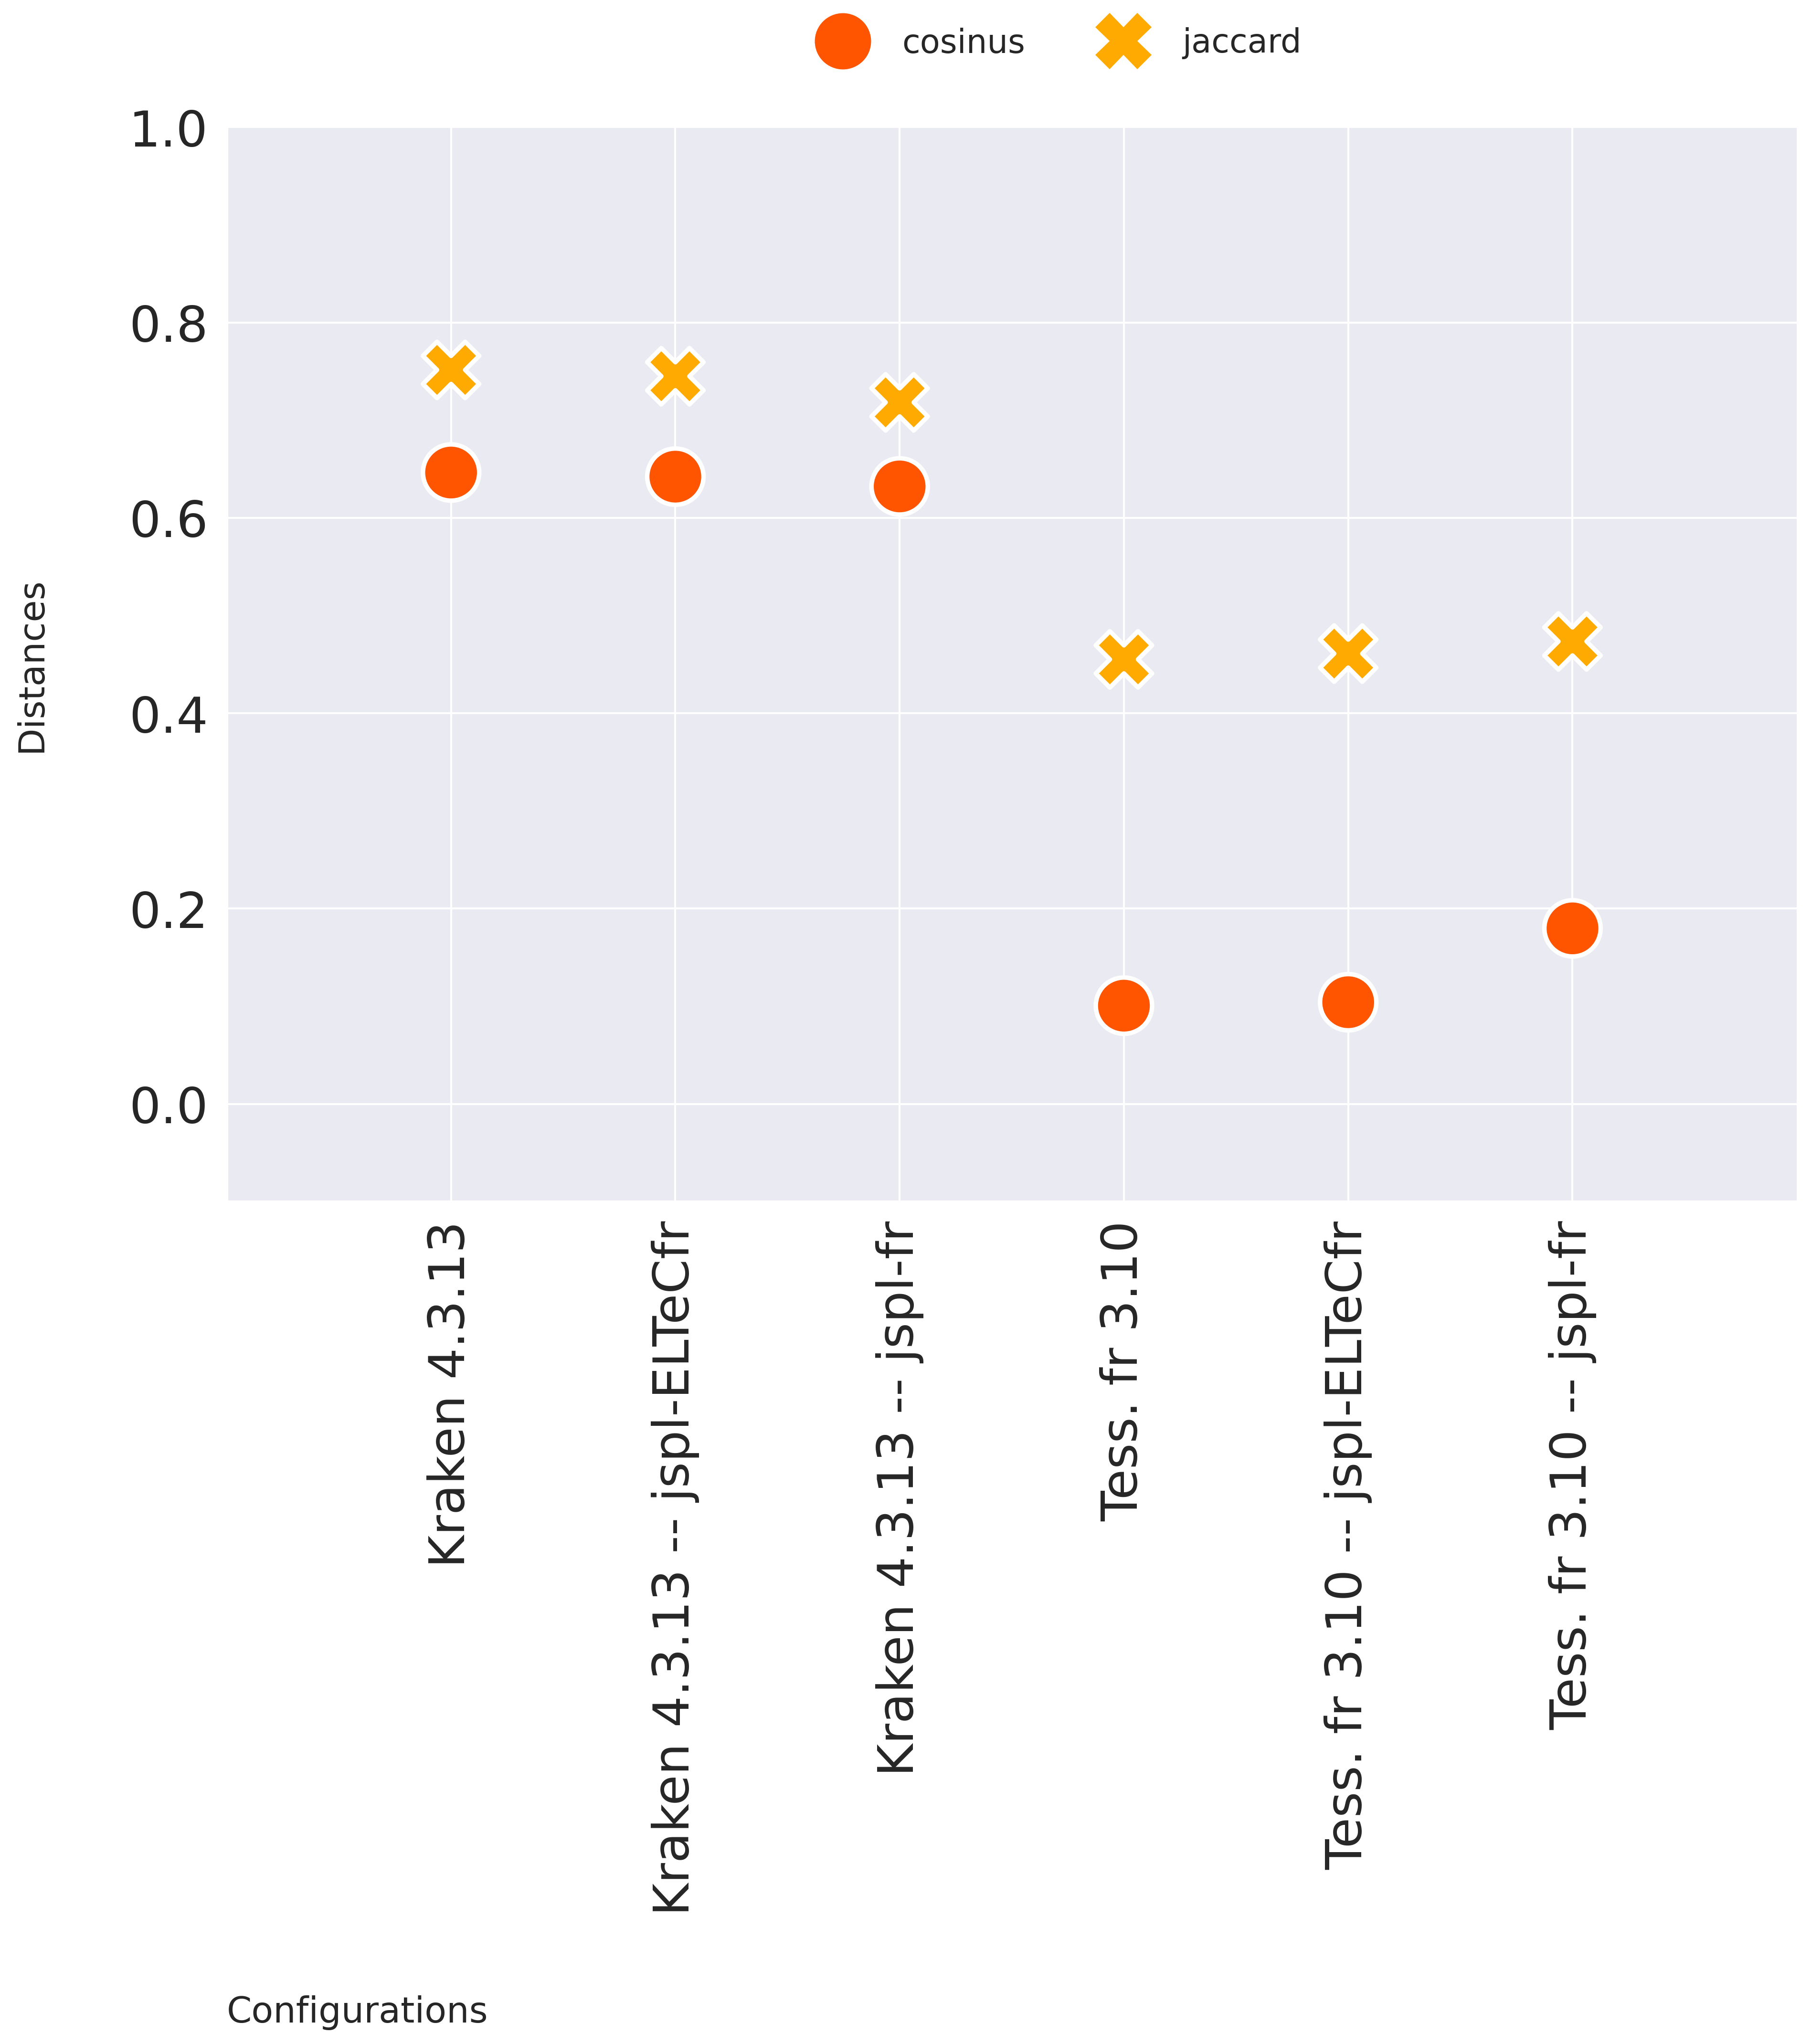 cosinus
jaccard
1.0
0.8
0.6
0.4
0.2
0.0
Distances
Kraken 4.3.13
Kraken 4.3.13 -- jspl-ELTeCfr
Kraken 4.3.13 -- jspl-fr
Tess. fr 3.10
Tess. fr 3.10 -- jspl-ELTeCfr
Tess. fr 3.10 -- jspl-fr
Configurations